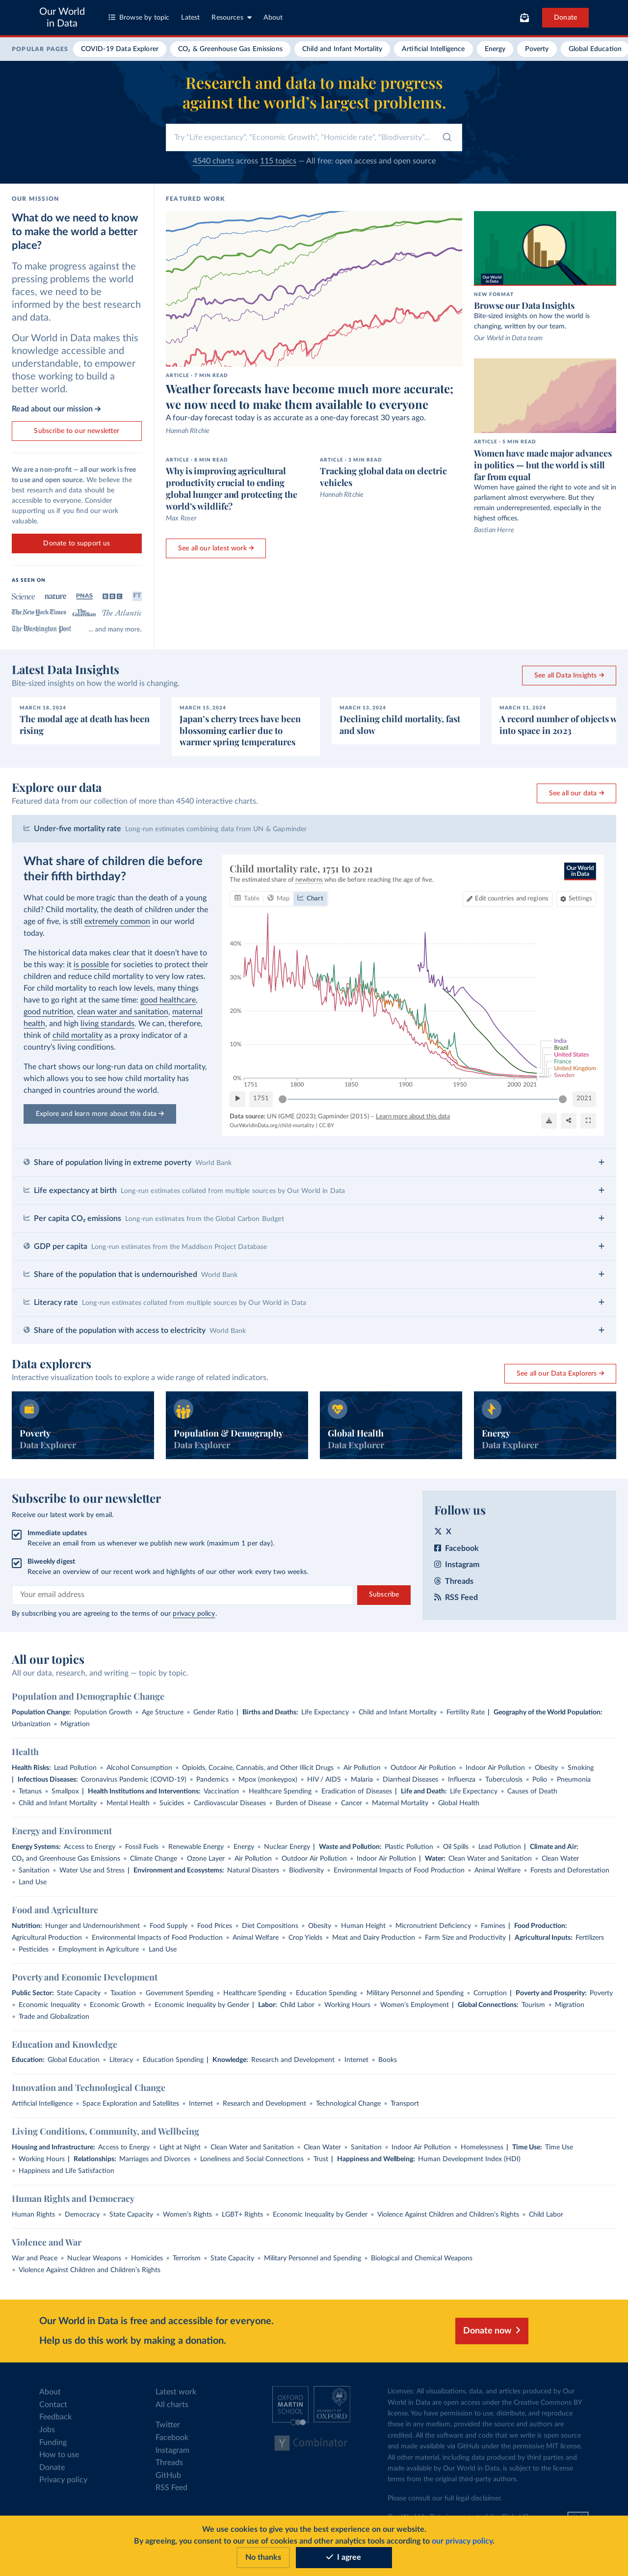 Our World
in Data
Browse by topic
Latest
Resources
About
Donate
POPULAR PAGES
COVID-19 Data Explorer
CO₂ & Greenhouse Gas Emissions
Child and Infant Mortality
Artificial Intelligence
Energy
Poverty
Global Education
Research and data to make progress
against the world's largest problems.
Try "Life expectancy", "Economic Growth", "Homicide rate", "Biodiversity"...
4540 charts across 115 topics — All free: open access and open source
OUR MISSION
What do we need to know
to make the world a better
place?
To make progress against the
pressing problems the world
faces, we need to be
informed by the best research
and data.
Our World in Data makes this
knowledge accessible and
understandable, to empower
those working to build a
better world.
Read about our mission →
Subscribe to our newsletter
We are a non-profit — all our work is free
to use and open source. We believe the
best research and data should be
accessible to everyone. Consider
supporting us if you find our work
valuable.
Donate to support us
AS SEEN ON
Science
nature
PNAS
BBC
FT
The New York Times
The Guardian
The Atlantic
The Washington Post
... and many more.
FEATURED WORK
ARTICLE · 7 MIN READ
Weather forecasts have become much more accurate;
we now need to make them available to everyone
A four-day forecast today is as accurate as a one-day forecast 30 years ago.
Hannah Ritchie
ARTICLE · 8 MIN READ
Why is improving agricultural
productivity crucial to ending
global hunger and protecting the
world's wildlife?
Max Roser
ARTICLE · 3 MIN READ
Tracking global data on electric
vehicles
Hannah Ritchie
See all our latest work →
Our World
in Data
NEW FORMAT
Browse our Data Insights
Bite-sized insights on how the world is
changing, written by our team.
Our World in Data team
ARTICLE · 5 MIN READ
Women have made major advances
in politics — but the world is still
far from equal
Women have gained the right to vote and sit in
parliament almost everywhere. But they
remain underrepresented, especially in the
highest offices.
Bastian Herre
Latest Data Insights
Bite-sized insights on how the world is changing.
See all Data Insights →
MARCH 18, 2024
The modal age at death has been
rising
MARCH 15, 2024
Japan's cherry trees have been
blossoming earlier due to
warmer spring temperatures
MARCH 13, 2024
Declining child mortality, fast
and slow
MARCH 11, 2024
A record number of objects w
into space in 2023
Explore our data
Featured data from our collection of more than 4540 interactive charts.
See all our data →
Under-five mortality rate Long-run estimates combining data from UN & Gapminder
What share of children die before
their fifth birthday?
What could be more tragic than the death of a young
child? Child mortality, the death of children under the
age of five, is still extremely common in our world
today.
The historical data makes clear that it doesn't have to
be this way: it is possible for societies to protect their
children and reduce child mortality to very low rates.
For child mortality to reach low levels, many things
have to go right at the same time: good healthcare,
good nutrition, clean water and sanitation, maternal
health, and high living standards. We can, therefore,
think of child mortality as a proxy indicator of a
country's living conditions.
The chart shows our long-run data on child mortality,
which allows you to see how child mortality has
changed in countries around the world.
Explore and learn more about this data →
Child mortality rate, 1751 to 2021
The estimated share of newborns who die before reaching the age of five.
Our World
in Data
Table
Map
Chart
Edit countries and regions
Settings
40%
30%
20%
10%
0%
1751
1800
1850
1900
1950
2000 2021
India
Brazil
United States
France
United Kingdom
Sweden
1751
2021
Data source: UN IGME (2023); Gapminder (2015) – Learn more about this data
OurWorldInData.org/child-mortality | CC BY
Share of population living in extreme poverty World Bank
Life expectancy at birth Long-run estimates collated from multiple sources by Our World in Data
Per capita CO₂ emissions Long-run estimates from the Global Carbon Budget
GDP per capita Long-run estimates from the Maddison Project Database
Share of the population that is undernourished World Bank
Literacy rate Long-run estimates collated from multiple sources by Our World in Data
Share of the population with access to electricity World Bank
Data explorers
Interactive visualization tools to explore a wide range of related indicators.
See all our Data Explorers →
Poverty
Data Explorer
Population & Demography
Data Explorer
Global Health
Data Explorer
Energy
Data Explorer
Subscribe to our newsletter
Receive our latest work by email.
Immediate updates
Receive an email from us whenever we publish new work (maximum 1 per day).
Biweekly digest
Receive an overview of our recent work and highlights of our other work every two weeks.
Your email address
Subscribe
By subscribing you are agreeing to the terms of our privacy policy.
Follow us
X
Facebook
Instagram
Threads
RSS Feed
All our topics
All our data, research, and writing — topic by topic.
Population and Demographic Change
Population Change: Population Growth • Age Structure • Gender Ratio | Births and Deaths: Life Expectancy • Child and Infant Mortality • Fertility Rate | Geography of the World Population:
Urbanization • Migration
Health
Health Risks: Lead Pollution • Alcohol Consumption • Opioids, Cocaine, Cannabis, and Other Illicit Drugs • Air Pollution • Outdoor Air Pollution • Indoor Air Pollution • Obesity • Smoking
| Infectious Diseases: Coronavirus Pandemic (COVID-19) • Pandemics • Mpox (monkeypox) • HIV / AIDS • Malaria • Diarrheal Diseases • Influenza • Tuberculosis • Polio • Pneumonia
• Tetanus • Smallpox | Health Institutions and Interventions: Vaccination • Healthcare Spending • Eradication of Diseases | Life and Death: Life Expectancy • Causes of Death
• Child and Infant Mortality • Mental Health • Suicides • Cardiovascular Diseases • Burden of Disease • Cancer • Maternal Mortality • Global Health
Energy and Environment
Energy Systems: Access to Energy • Fossil Fuels • Renewable Energy • Energy • Nuclear Energy | Waste and Pollution: Plastic Pollution • Oil Spills • Lead Pollution | Climate and Air:
CO₂ and Greenhouse Gas Emissions • Climate Change • Ozone Layer • Air Pollution • Outdoor Air Pollution • Indoor Air Pollution | Water: Clean Water and Sanitation • Clean Water
• Sanitation • Water Use and Stress | Environment and Ecosystems: Natural Disasters • Biodiversity • Environmental Impacts of Food Production • Animal Welfare • Forests and Deforestation
• Land Use
Food and Agriculture
Nutrition: Hunger and Undernourishment • Food Supply • Food Prices • Diet Compositions • Obesity • Human Height • Micronutrient Deficiency • Famines | Food Production:
Agricultural Production • Environmental Impacts of Food Production • Animal Welfare • Crop Yields • Meat and Dairy Production • Farm Size and Productivity | Agricultural Inputs: Fertilizers
• Pesticides • Employment in Agriculture • Land Use
Poverty and Economic Development
Public Sector: State Capacity • Taxation • Government Spending • Healthcare Spending • Education Spending • Military Personnel and Spending • Corruption | Poverty and Prosperity: Poverty
• Economic Inequality • Economic Growth • Economic Inequality by Gender | Labor: Child Labor • Working Hours • Women's Employment | Global Connections: Tourism • Migration
• Trade and Globalization
Education and Knowledge
Education: Global Education • Literacy • Education Spending | Knowledge: Research and Development • Internet • Books
Innovation and Technological Change
Artificial Intelligence • Space Exploration and Satellites • Internet • Research and Development • Technological Change • Transport
Living Conditions, Community, and Wellbeing
Housing and Infrastructure: Access to Energy • Light at Night • Clean Water and Sanitation • Clean Water • Sanitation • Indoor Air Pollution • Homelessness | Time Use: Time Use
• Working Hours | Relationships: Marriages and Divorces • Loneliness and Social Connections • Trust | Happiness and Wellbeing: Human Development Index (HDI)
• Happiness and Life Satisfaction
Human Rights and Democracy
Human Rights • Democracy • State Capacity • Women's Rights • LGBT+ Rights • Economic Inequality by Gender • Violence Against Children and Children's Rights • Child Labor
Violence and War
War and Peace • Nuclear Weapons • Homicides • Terrorism • State Capacity • Military Personnel and Spending • Biological and Chemical Weapons
• Violence Against Children and Children's Rights
Our World in Data is free and accessible for everyone.
Help us do this work by making a donation.
Donate now
About
Contact
Feedback
Jobs
Funding
How to use
Donate
Privacy policy
Latest work
All charts
Twitter
Facebook
Instagram
Threads
GitHub
RSS Feed
OXFORD
MARTIN
SCHOOL
UNIVERSITY OF
OXFORD
Y Combinator
Licenses: All visualizations, data, and articles produced by Our
World in Data are open access under the Creative Commons BY
license. You have permission to use, distribute, and reproduce
these in any medium, provided the source and authors are
credited. All the software and code that we write is open source
and made available via GitHub under the permissive MIT license.
All other material, including data produced by third parties and
made available by Our World in Data, is subject to the license
terms from the original third-party authors.
Please consult our full legal disclaimer.
We use cookies to give you the best experience on our website.
By agreeing, you consent to our use of cookies and other analytics tools according to our privacy policy.
No thanks
I agree